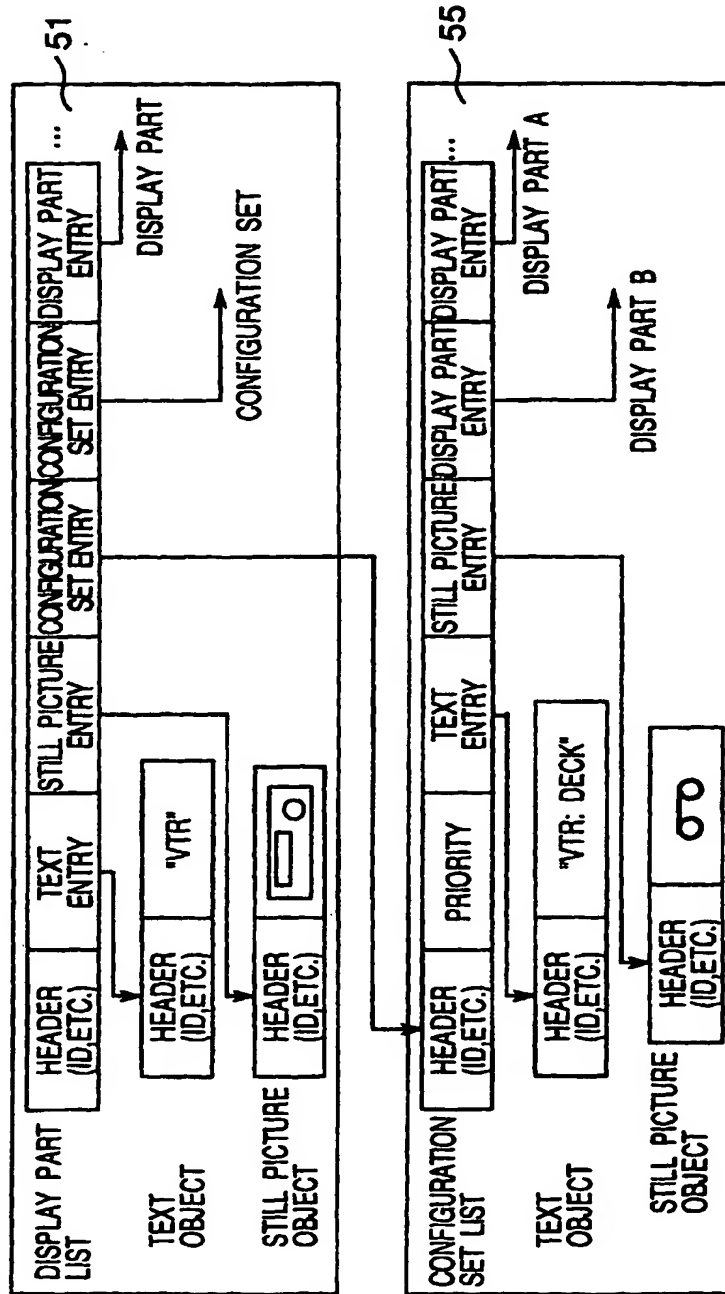 51
DISPLAY PART
LIST
HEADER
(ID,ETC.)
TEXT
ENTRY
STILL PICTURE
ENTRY
CONFIGURATION
SET ENTRY
CONFIGURATION
SET ENTRY
DISPLAY PART
ENTRY
...
TEXT
OBJECT
HEADER
(ID,ETC.)
"VTR"
CONFIGURATION SET
DISPLAY PART
STILL PICTURE
OBJECT
HEADER
(ID,ETC.)
55
CONFIGURATION
SET LIST
HEADER
(ID,ETC.)
PRIORITY
TEXT
ENTRY
STILL PICTURE
ENTRY
DISPLAY PART
ENTRY
DISPLAY PART
ENTRY
...
TEXT
OBJECT
HEADER
(ID,ETC.)
"VTR: DECK"
DISPLAY PART A
DISPLAY PART B
STILL PICTURE
OBJECT
HEADER
(ID,ETC.)